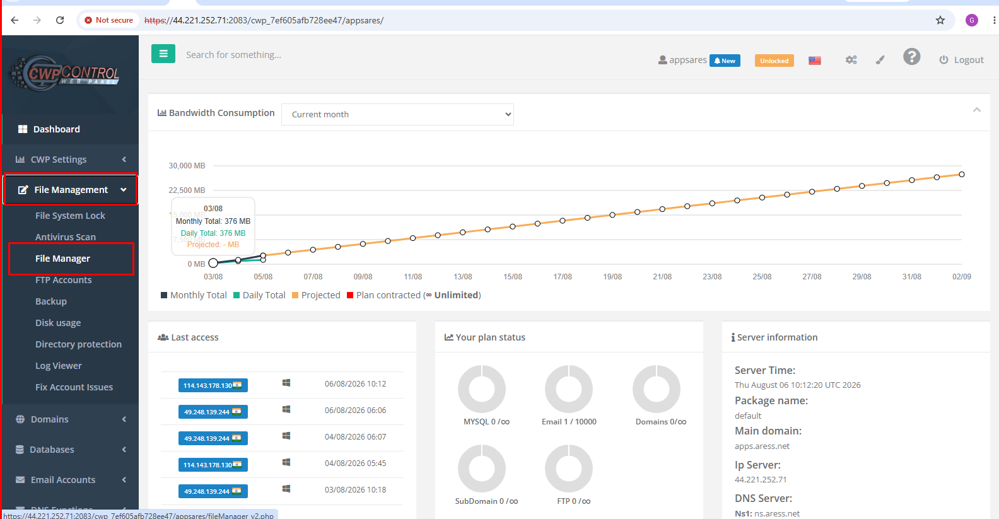 Not secure https://44.221.252.71:2083/cwp_7ef605afb728ee47/appsares/ G
CWPCONTROL
WEB PANEL
Search for something...
appsares New Unlocked ? Logout
Dashboard
CWP Settings
File Management
File System Lock
Antivirus Scan
File Manager
FTP Accounts
Backup
Disk usage
Directory protection
Log Viewer
Fix Account Issues
Domains
Databases
Email Accounts
DNS Functions
https://44.221.252.71:2083/cwp_7ef605afb728ee47/appsares/fileManager_v2.php
Bandwidth Consumption Current month
30,000 MB
22,500 MB
15,000 MB
7,500 MB
0 MB
03/08
Monthly Total: 376 MB
Daily Total: 376 MB
Projected: - MB
03/08 05/08 07/08 09/08 11/08 13/08 15/08 17/08 19/08 21/08 23/08 25/08 27/08 29/08 31/08 02/09
Monthly Total Daily Total Projected Plan contracted (∞ Unlimited)
Last access
114.143.178.130 06/08/2026 10:12
49.248.139.244 06/08/2026 06:06
49.248.139.244 04/08/2026 06:07
114.143.178.130 04/08/2026 05:45
49.248.139.244 03/08/2026 10:18
Your plan status
MYSQL 0 /∞ Email 1 / 10000 Domains 0/∞
SubDomain 0 /∞ FTP 0 /∞
Server information
Server Time:
Thu August 06 10:12:20 UTC 2026
Package name:
default
Main domain:
apps.aress.net
Ip Server:
44.221.252.71
DNS Server:
Ns1: ns.aress.net